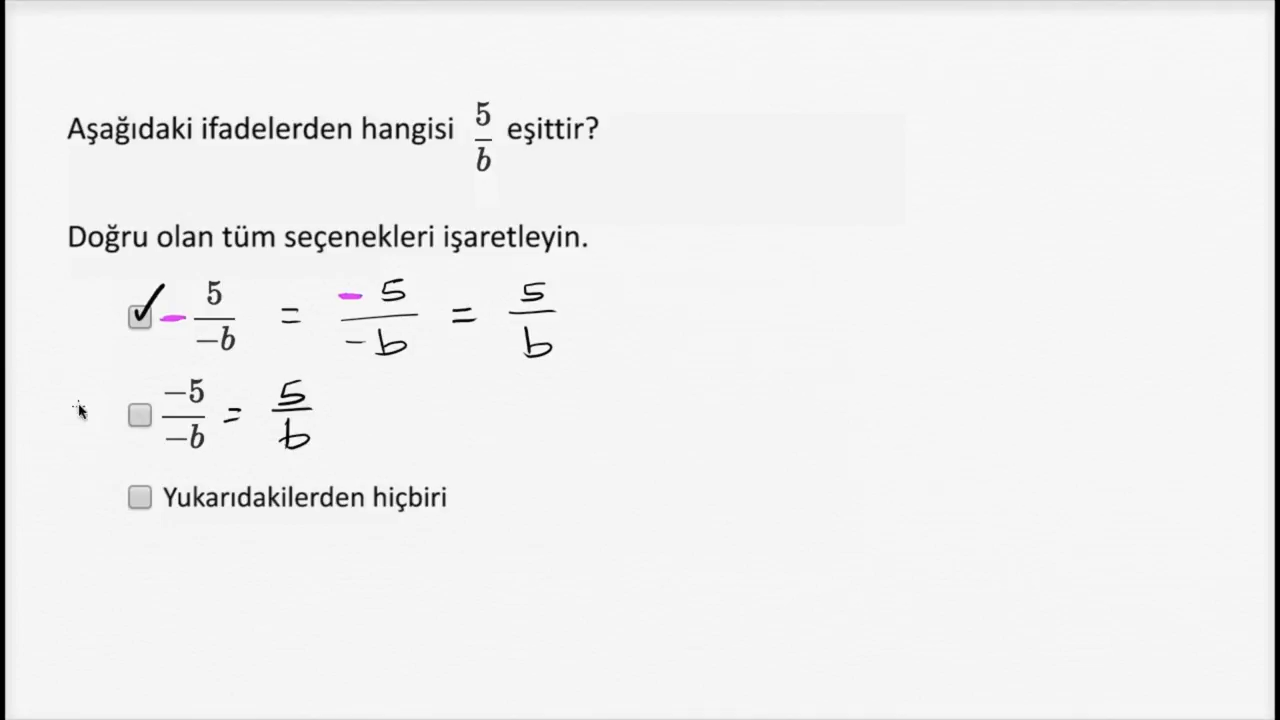 Aşağıdaki ifadelerden hangisi 5/b eşittir?
Doğru olan tüm seçenekleri işaretleyin.
- 5/-b = - 5/-b = 5/b
-5/-b = 5/b
Yukarıdakilerden hiçbiri